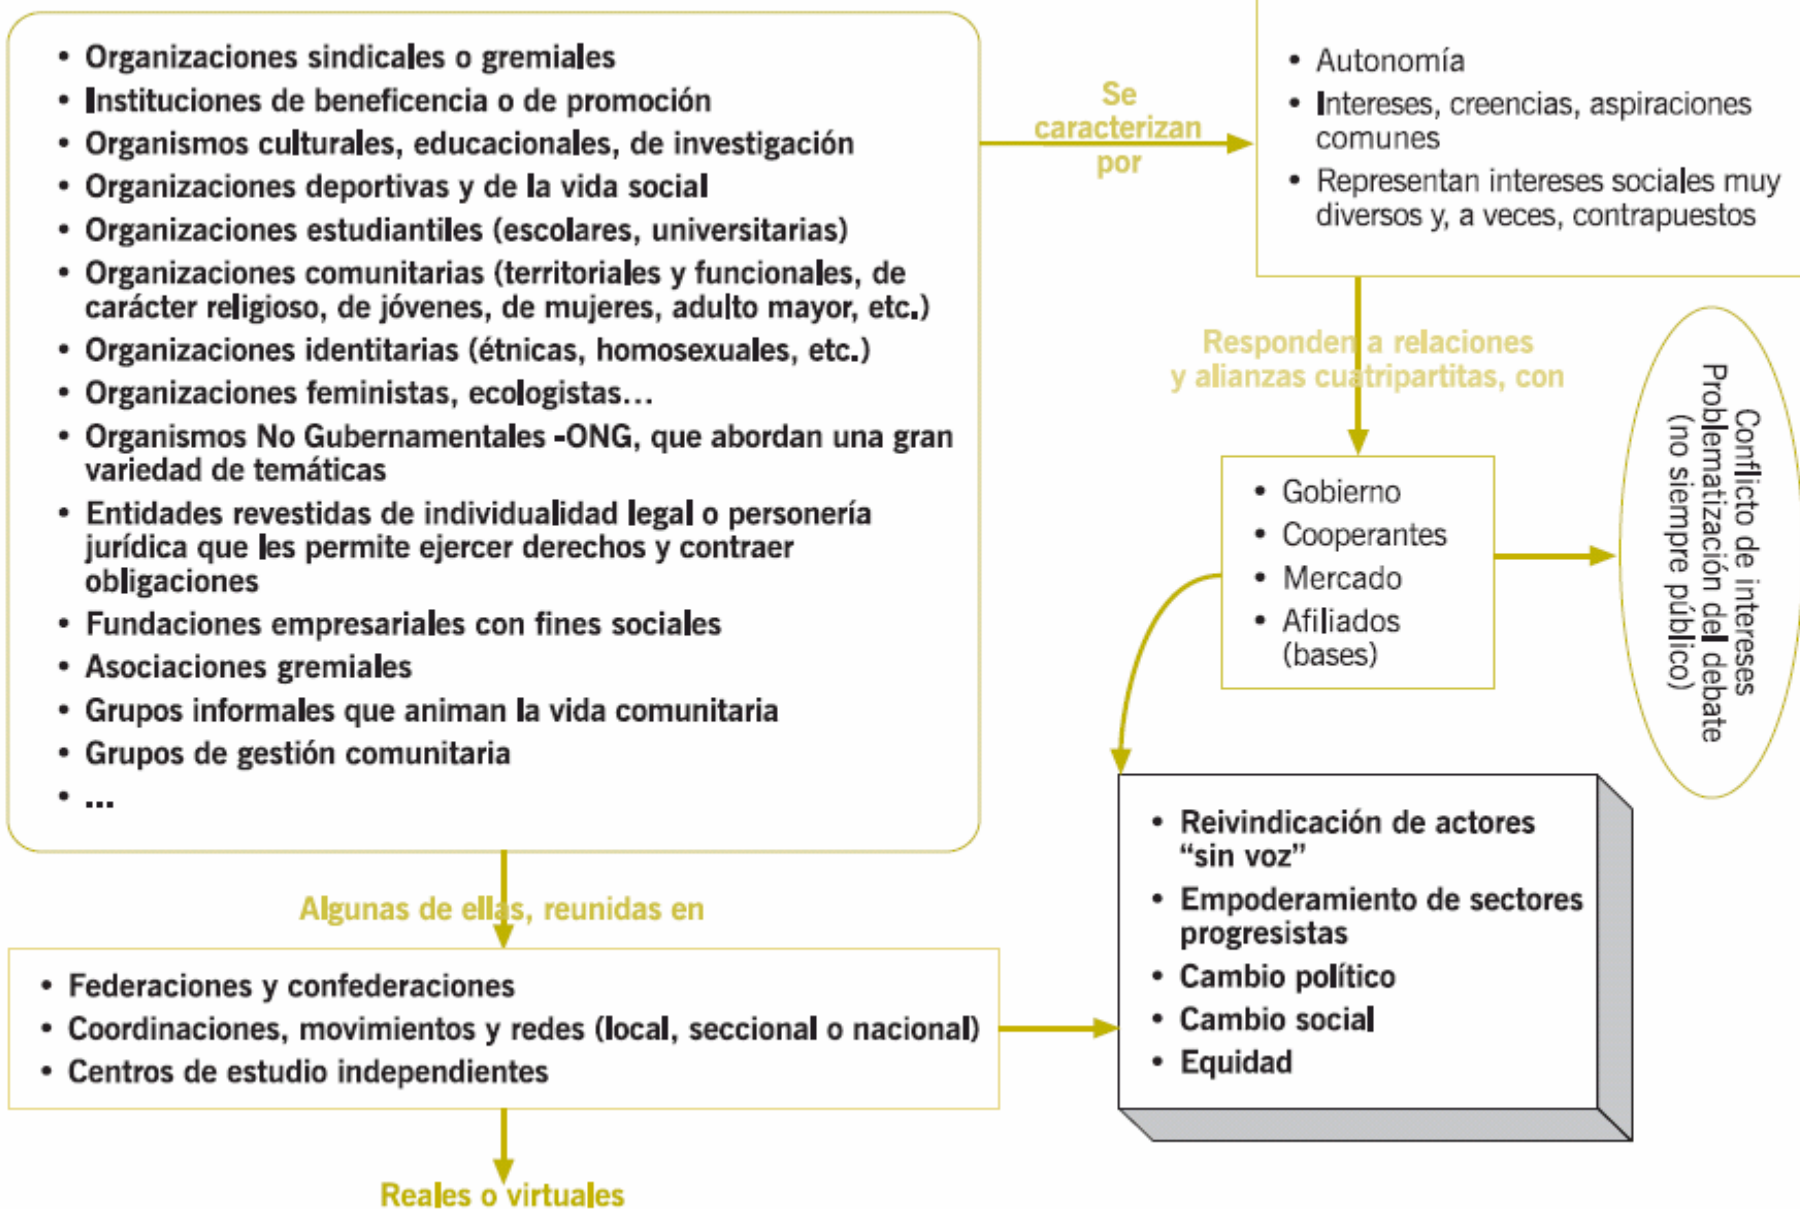 • Organizaciones sindicales o gremiales
• Instituciones de beneficencia o de promoción
• Organismos culturales, educacionales, de investigación
• Organizaciones deportivas y de la vida social
• Organizaciones estudiantiles (escolares, universitarias)
• Organizaciones comunitarias (territoriales y funcionales, de
carácter religioso, de jóvenes, de mujeres, adulto mayor, etc.)
• Organizaciones identitarias (étnicas, homosexuales, etc.)
• Organizaciones feministas, ecologistas...
• Organismos No Gubernamentales -ONG, que abordan una gran
variedad de temáticas
• Entidades revestidas de individualidad legal o personería
jurídica que les permite ejercer derechos y contraer
obligaciones
• Fundaciones empresariales con fines sociales
• Asociaciones gremiales
• Grupos informales que animan la vida comunitaria
• Grupos de gestión comunitaria
• ...
Se
caracterizan
por
• Autonomía
• Intereses, creencias, aspiraciones
comunes
• Representan intereses sociales muy
diversos y, a veces, contrapuestos
Responden a relaciones
y alianzas cuatripartitas, con
• Gobierno
• Cooperantes
• Mercado
• Afiliados
(bases)
Conflicto de intereses
Problematización del debate
(no siempre público)
Algunas de ellas, reunidas en
• Federaciones y confederaciones
• Coordinaciones, movimientos y redes (local, seccional o nacional)
• Centros de estudio independientes
• Reivindicación de actores
“sin voz”
• Empoderamiento de sectores
progresistas
• Cambio político
• Cambio social
• Equidad
Reales o virtuales